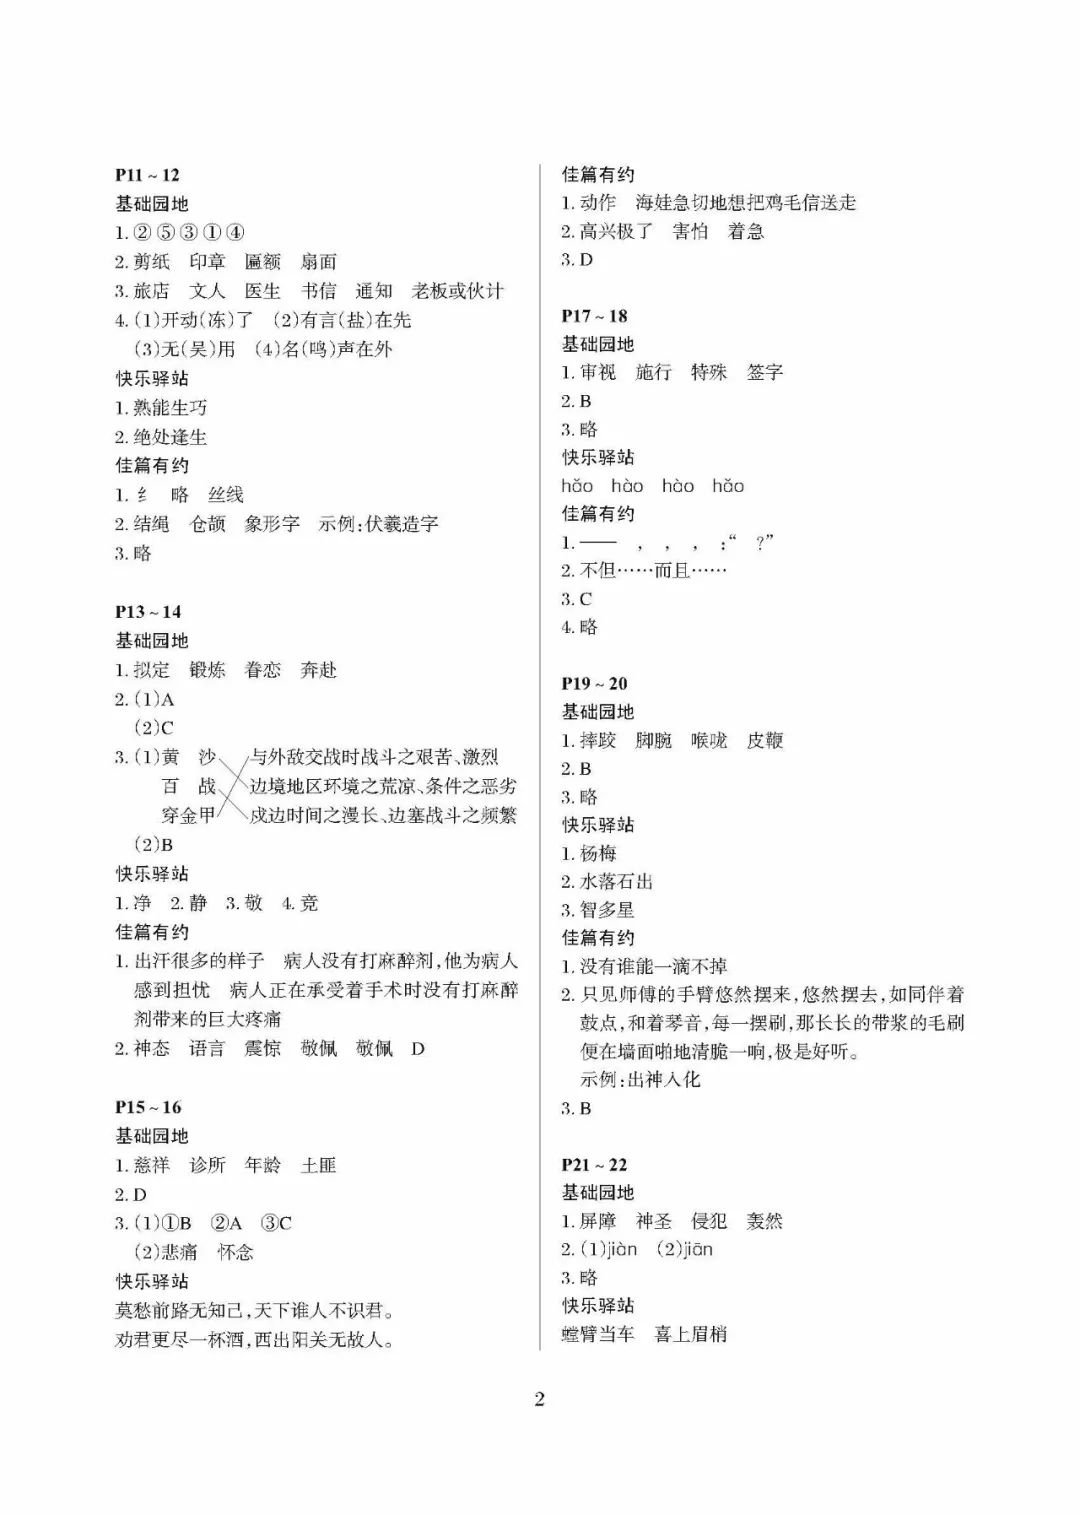 P11～12
基础园地
1. ②⑤③①④
2. 剪纸　印章　匾额　扇面
3. 旅店　文人　医生　书信　通知　老板或伙计
4. (1)开动(冻)了　(2)有言(盐)在先
(3)无(吴)用　(4)名(鸣)声在外
快乐驿站
1. 熟能生巧
2. 绝处逢生
佳篇有约
1. 纟　略　丝线
2. 结绳　仓颉　象形字　示例:伏羲造字
3. 略
P13～14
基础园地
1. 拟定　锻炼　眷恋　奔赴
2. (1)A
(2)C
3. (1)黄　沙　与外敌交战时战斗之艰苦、激烈
百　战　边境地区环境之荒凉、条件之恶劣
穿金甲　戍边时间之漫长、边塞战斗之频繁
(2)B
快乐驿站
1. 净　2. 静　3. 敬　4. 竞
佳篇有约
1. 出汗很多的样子　病人没有打麻醉剂,他为病人
感到担忧　病人正在承受着手术时没有打麻醉
剂带来的巨大疼痛
2. 神态　语言　震惊　敬佩　敬佩　D
P15～16
基础园地
1. 慈祥　诊所　年龄　土匪
2. D
3. (1)①B　②A　③C
(2)悲痛　怀念
快乐驿站
莫愁前路无知己,天下谁人不识君。
劝君更尽一杯酒,西出阳关无故人。
佳篇有约
1. 动作　海娃急切地想把鸡毛信送走
2. 高兴极了　害怕　着急
3. D
P17～18
基础园地
1. 审视　施行　特殊　签字
2. B
3. 略
快乐驿站
hǎo　hào　hào　hǎo
佳篇有约
1. ——　,　,　,　:“　?”
2. 不但……而且……
3. C
4. 略
P19～20
基础园地
1. 摔跤　脚腕　喉咙　皮鞭
2. B
3. 略
快乐驿站
1. 杨梅
2. 水落石出
3. 智多星
佳篇有约
1. 没有谁能一滴不掉
2. 只见师傅的手臂悠然摆来,悠然摆去,如同伴着
鼓点,和着琴音,每一摆刷,那长长的带浆的毛刷
便在墙面啪地清脆一响,极是好听。
示例:出神入化
3. B
P21～22
基础园地
1. 屏障　神圣　侵犯　轰然
2. (1)jiàn　(2)jiān
3. 略
快乐驿站
螳臂当车　喜上眉梢
2